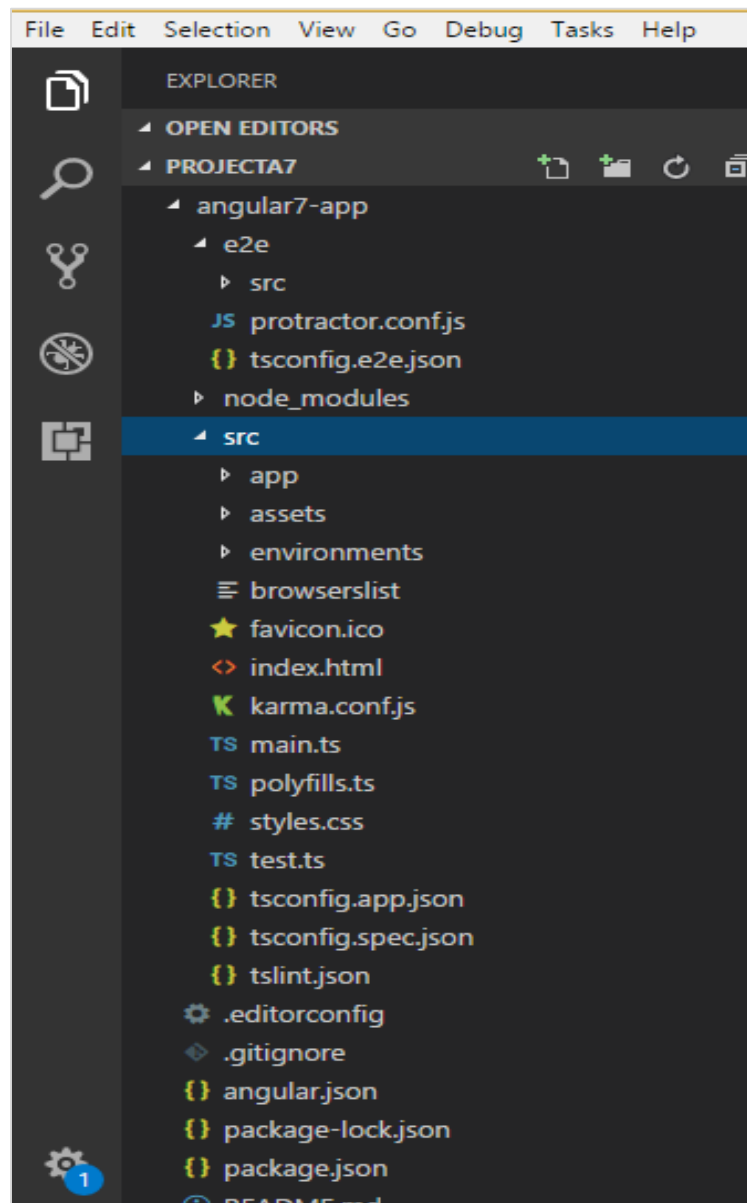 File Edit Selection View Go Debug Tasks Help
EXPLORER
OPEN EDITORS
PROJECTA7
angular7-app
e2e
src
JS protractor.conf.js
{} tsconfig.e2e.json
node_modules
src
app
assets
environments
browserslist
favicon.ico
<> index.html
K karma.conf.js
TS main.ts
TS polyfills.ts
# styles.css
TS test.ts
{} tsconfig.app.json
{} tsconfig.spec.json
{} tslint.json
.editorconfig
.gitignore
{} angular.json
{} package-lock.json
{} package.json
1
README.md